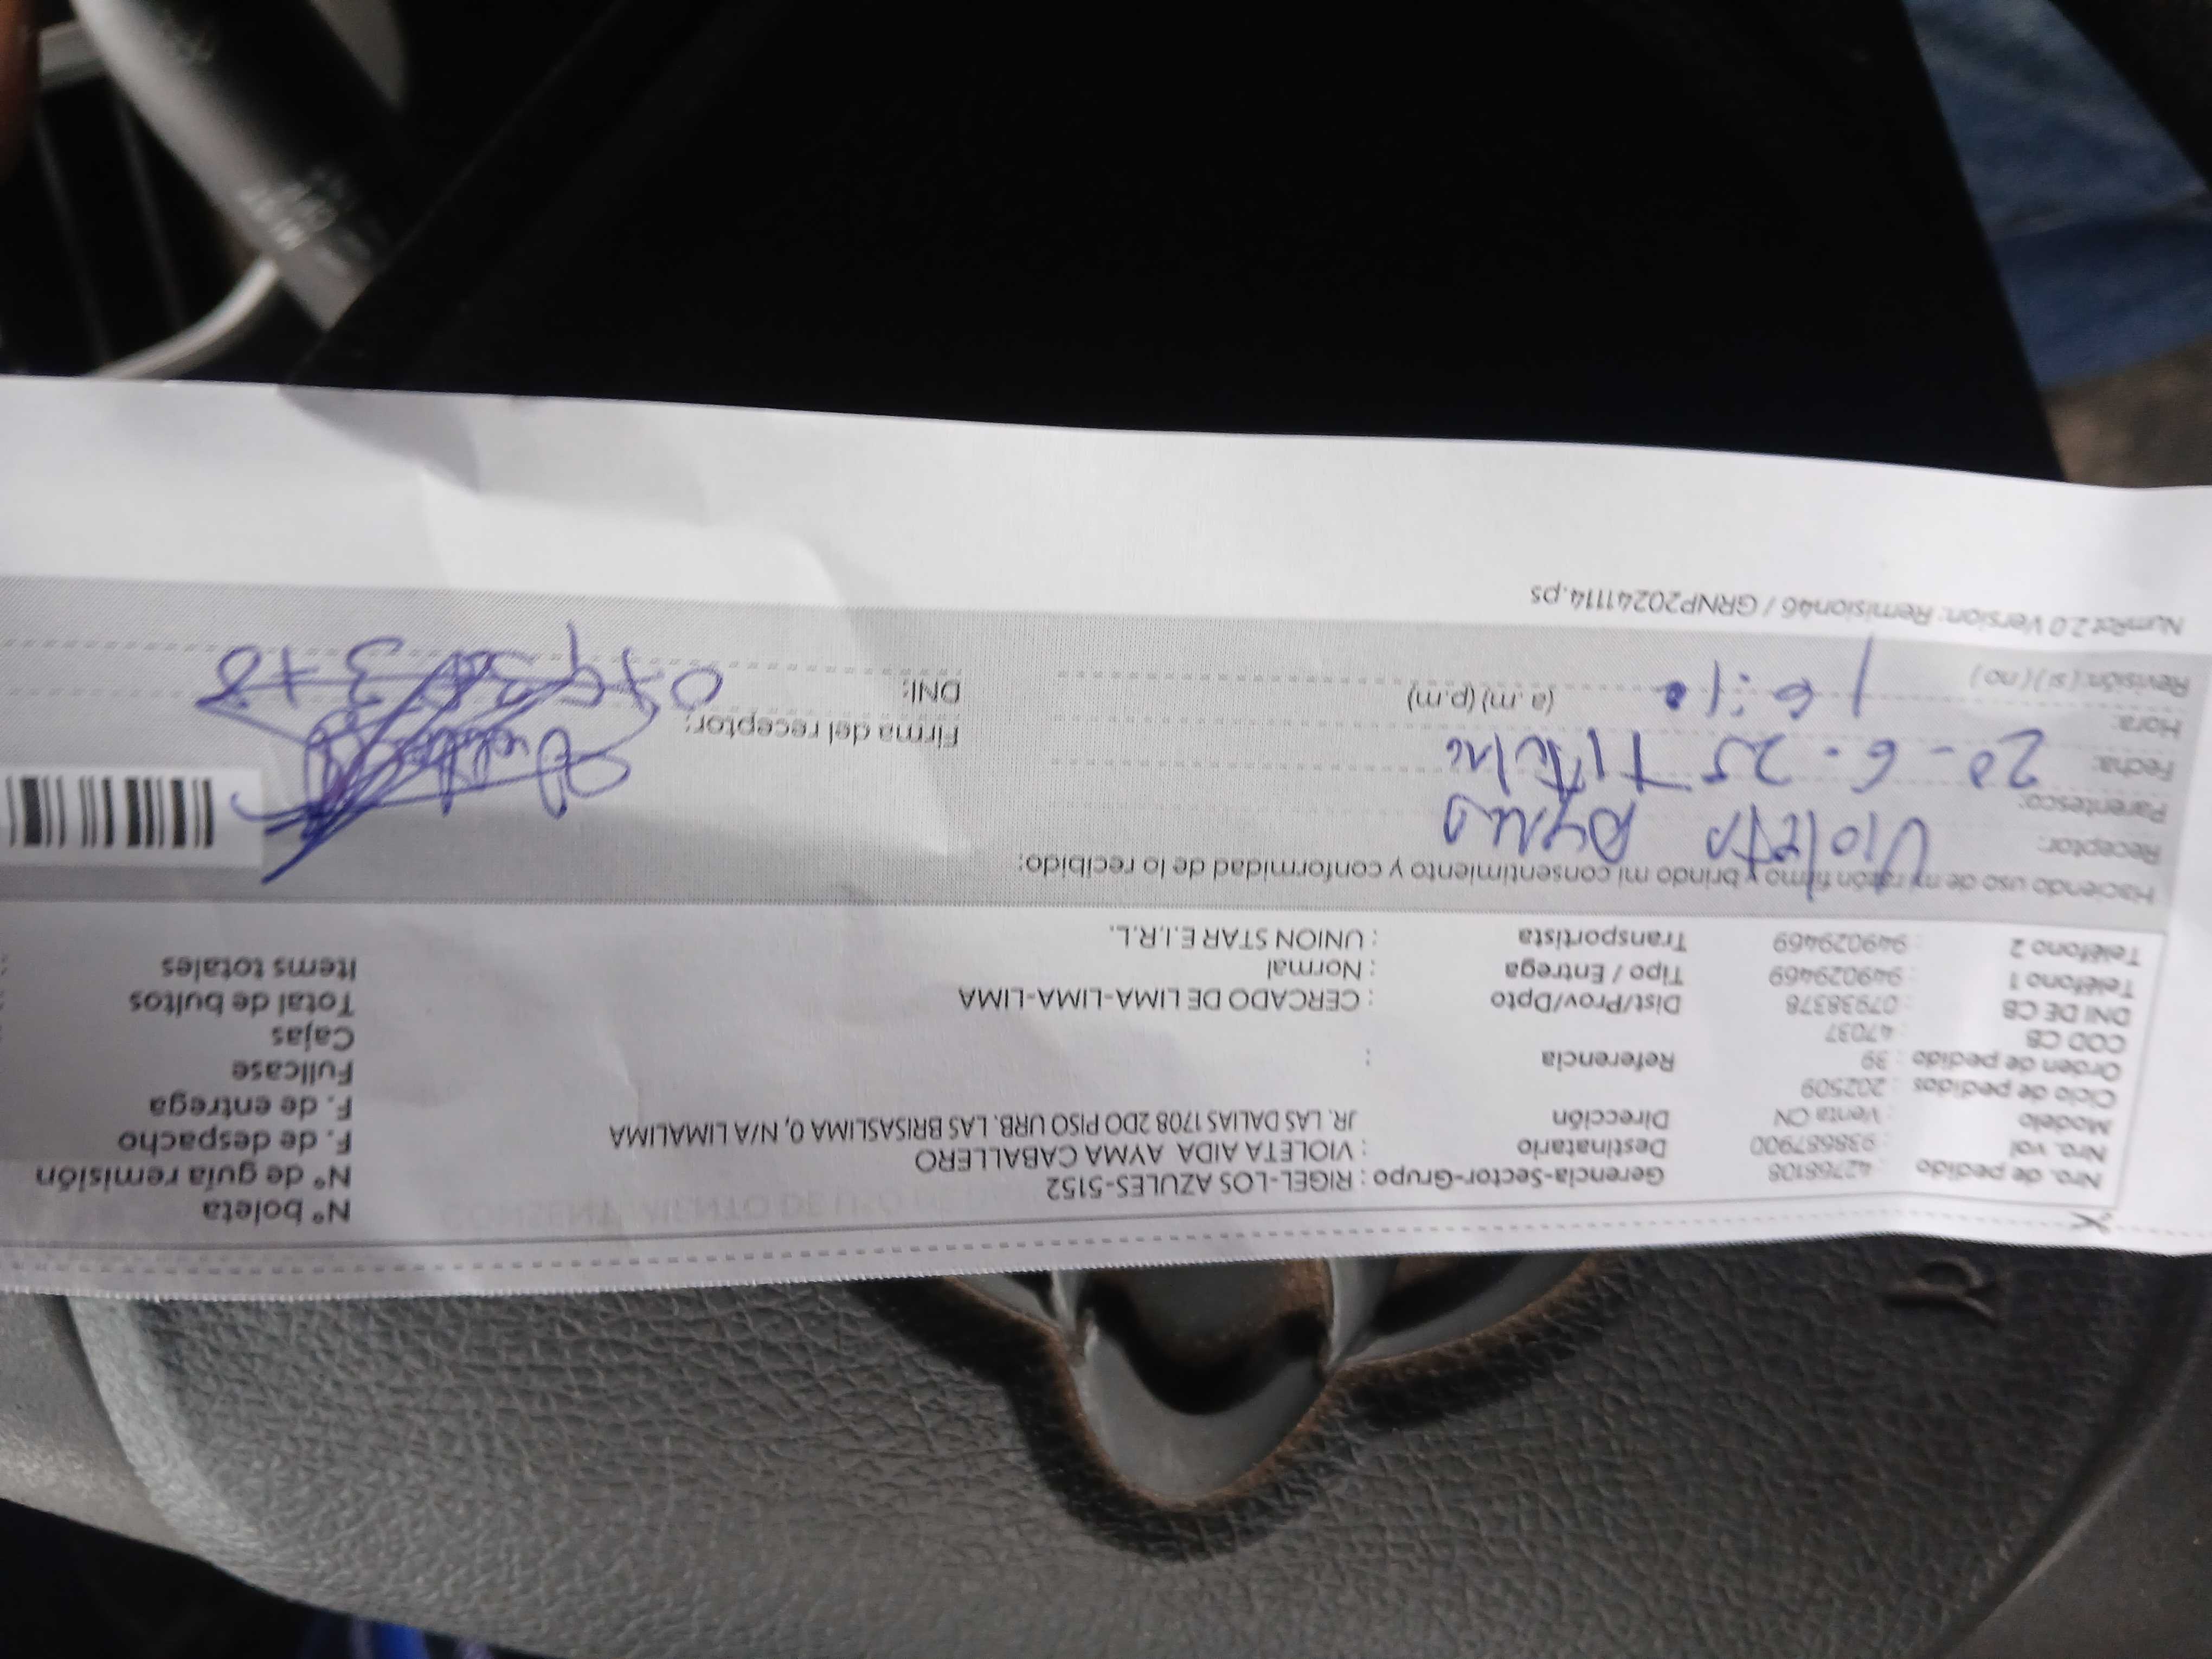 Nº boleta
Nro. de pedido : 42768108 Gerencia-Sector-Grupo : RIGEL-LOS AZULES-5152 Nº de guía remisión
Nro. vol : 938687900 Destinatario : VIOLETA AIDA AYMA CABALLERO F. de despacho
Modelo : Venta CN Dirección JR. LAS DALIAS 1708 2DO PISO URB. LAS BRISASLIMA 0, N/A LIMALIMA F. de entrega
Ciclo de pedidos : 202509 Fullcase
Orden de pedido : 39 Referencia : Cajas
COD CB : 47037
DNI DE CB : 07938378 Dist/Prov/Dpto : CERCADO DE LIMA-LIMA-LIMA Total de bultos
Teléfono 1 : 949029469 Tipo / Entrega : Normal Items totales
Teléfono 2 : 949029469 Transportista : UNION STAR E.I.R.L.
Haciendo uso de mi razón firmo y brindo mi consentimiento y conformidad de lo recibido:
Receptor: Violeta Ayma
Parentesco: Titular
Fecha: 20-6-25 Firma del receptor:
Hora: 16:10 (a.m) (p.m) DNI: 07938378
Revisión ( si ) ( no )
NumRot 2.0 Version: Remision46 / GRNP20241114.ps